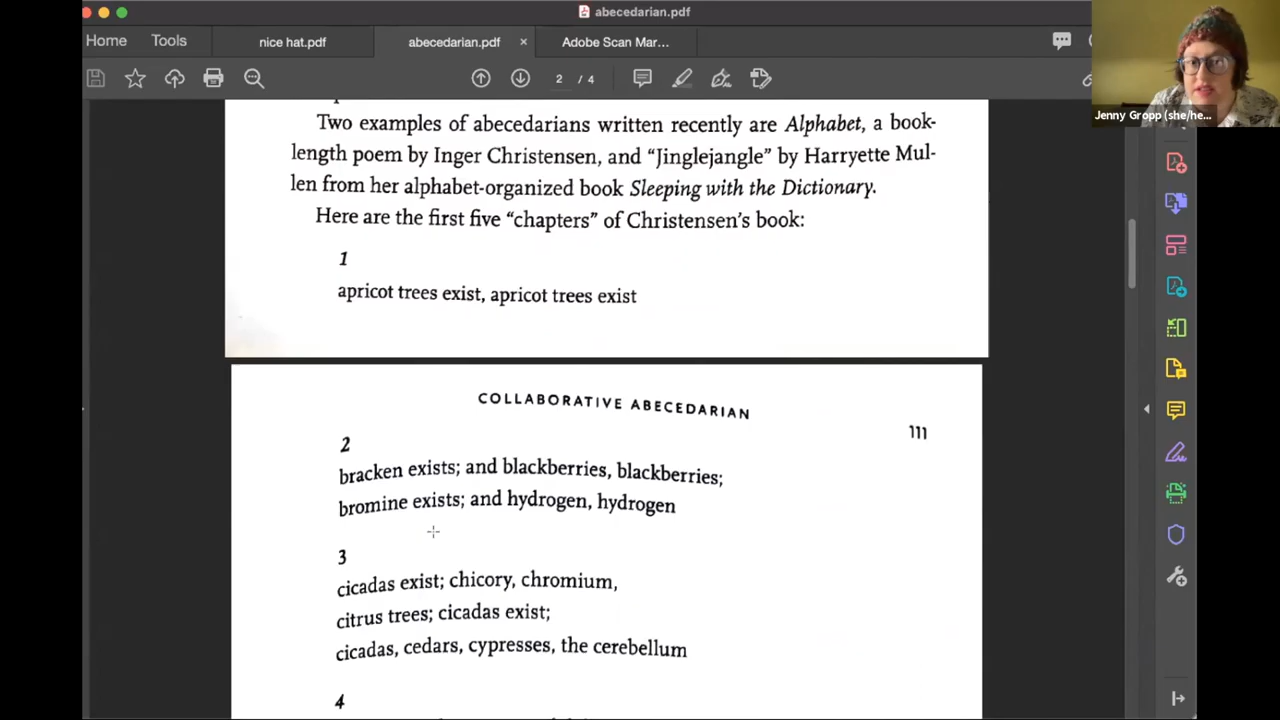 abecedarian.pdf
Home
Tools
nice hat.pdf
abecedarian.pdf
×
Adobe Scan Mar...
2 / 4
Jenny Gropp (she/he...
Two examples of abecedarians written recently are Alphabet, a book-
length poem by Inger Christensen, and “Jinglejangle” by Harryette Mul-
len from her alphabet-organized book Sleeping with the Dictionary.
Here are the first five “chapters” of Christensen’s book:
1
apricot trees exist, apricot trees exist
COLLABORATIVE ABECEDARIAN
111
2
bracken exists; and blackberries, blackberries;
bromine exists; and hydrogen, hydrogen
3
cicadas exist; chicory, chromium,
citrus trees; cicadas exist;
cicadas, cedars, cypresses, the cerebellum
4